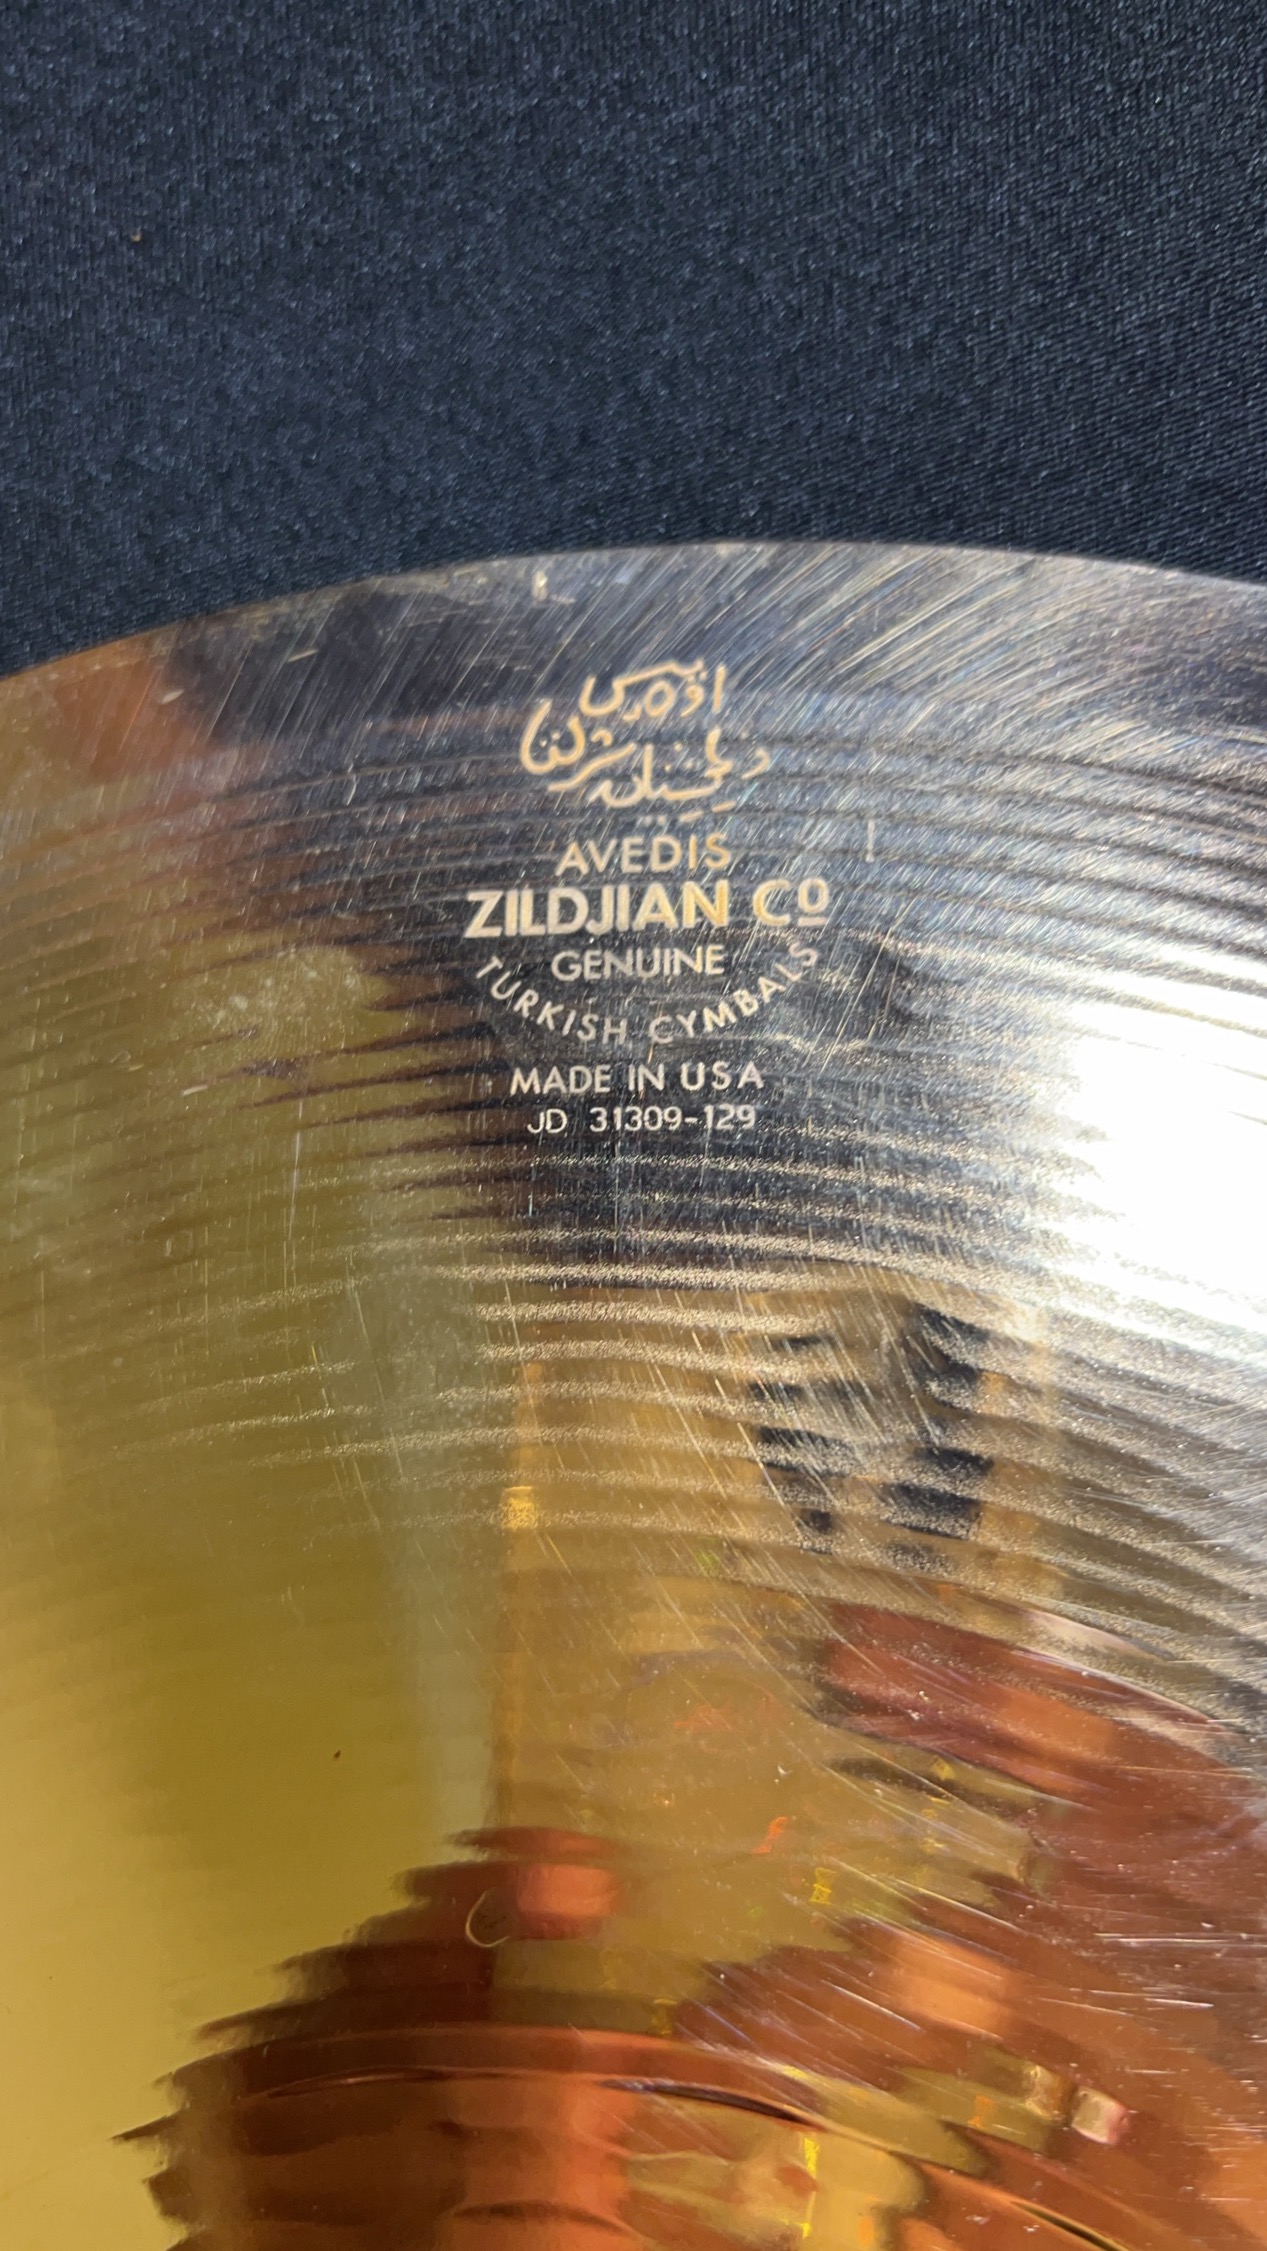 AVEDIS
ZILDJIAN Cº
GENUINE
TURKISH CYMBALS
MADE IN USA
JD 31309-129